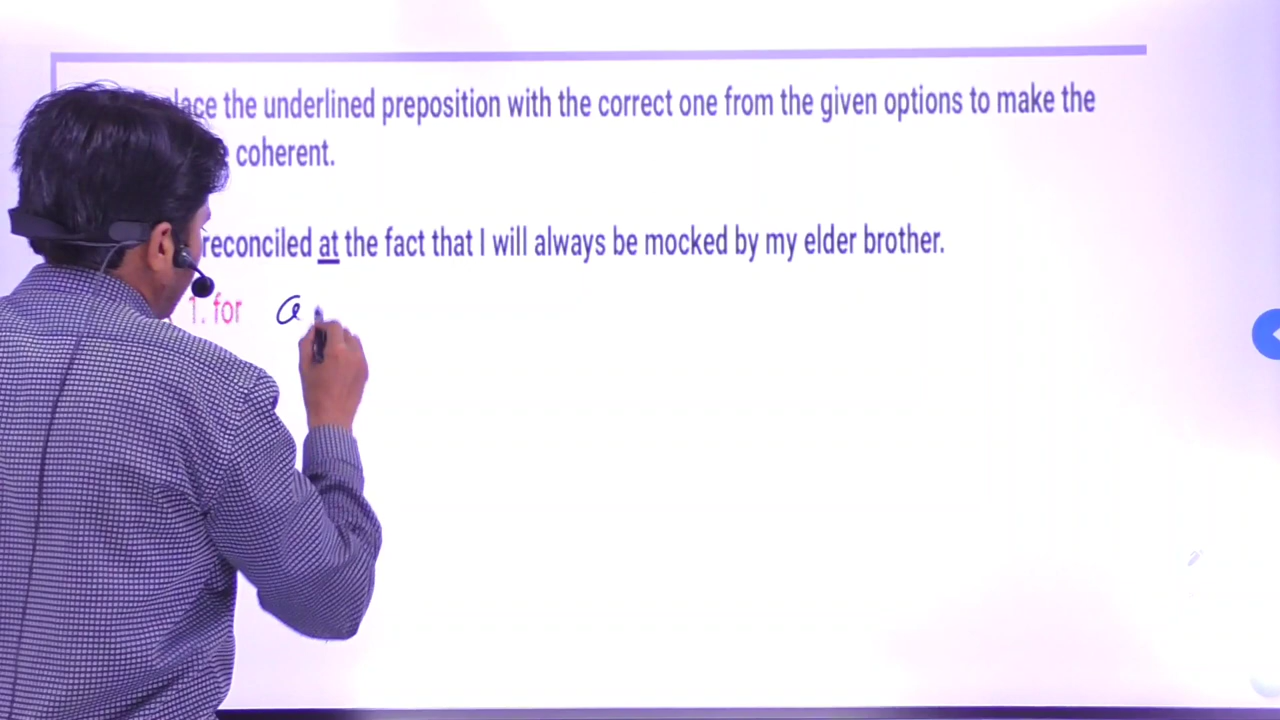 the underlined preposition with the correct one from the given options to make the
coherent.
reconciled at the fact that I will always be mocked by my elder brother.
1. for a